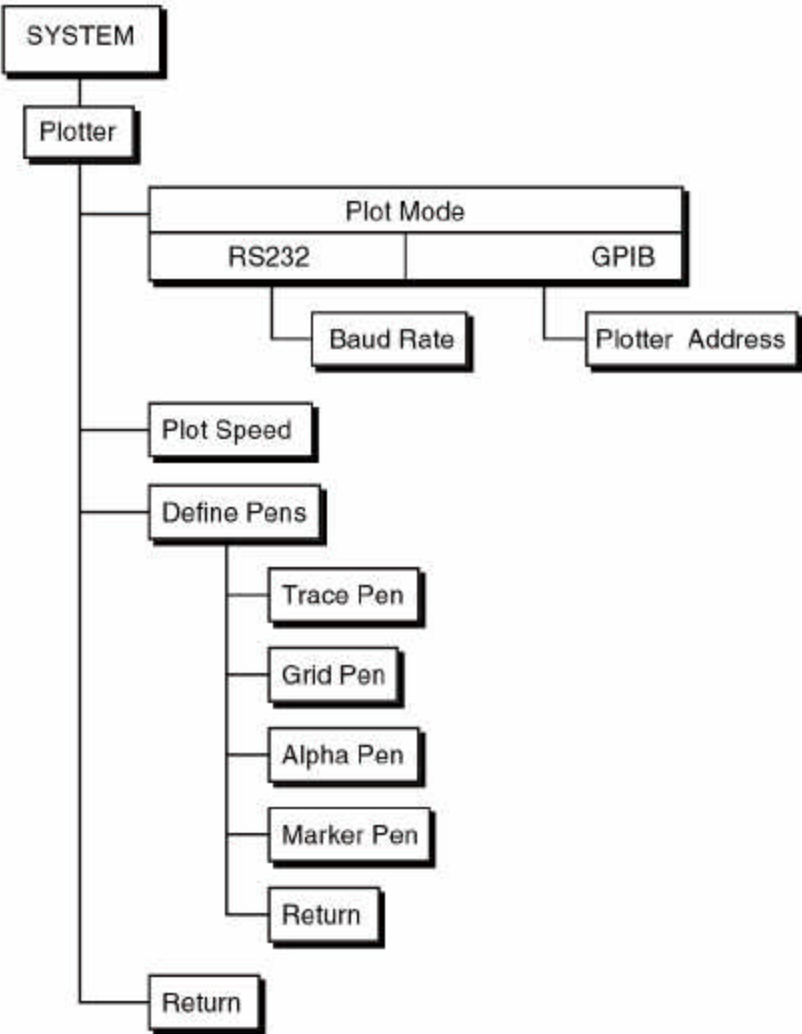 SYSTEM
Plotter
Plot Mode
RS232 GPIB
Baud Rate Plotter Address
Plot Speed
Define Pens
Trace Pen
Grid Pen
Alpha Pen
Marker Pen
Return
Return